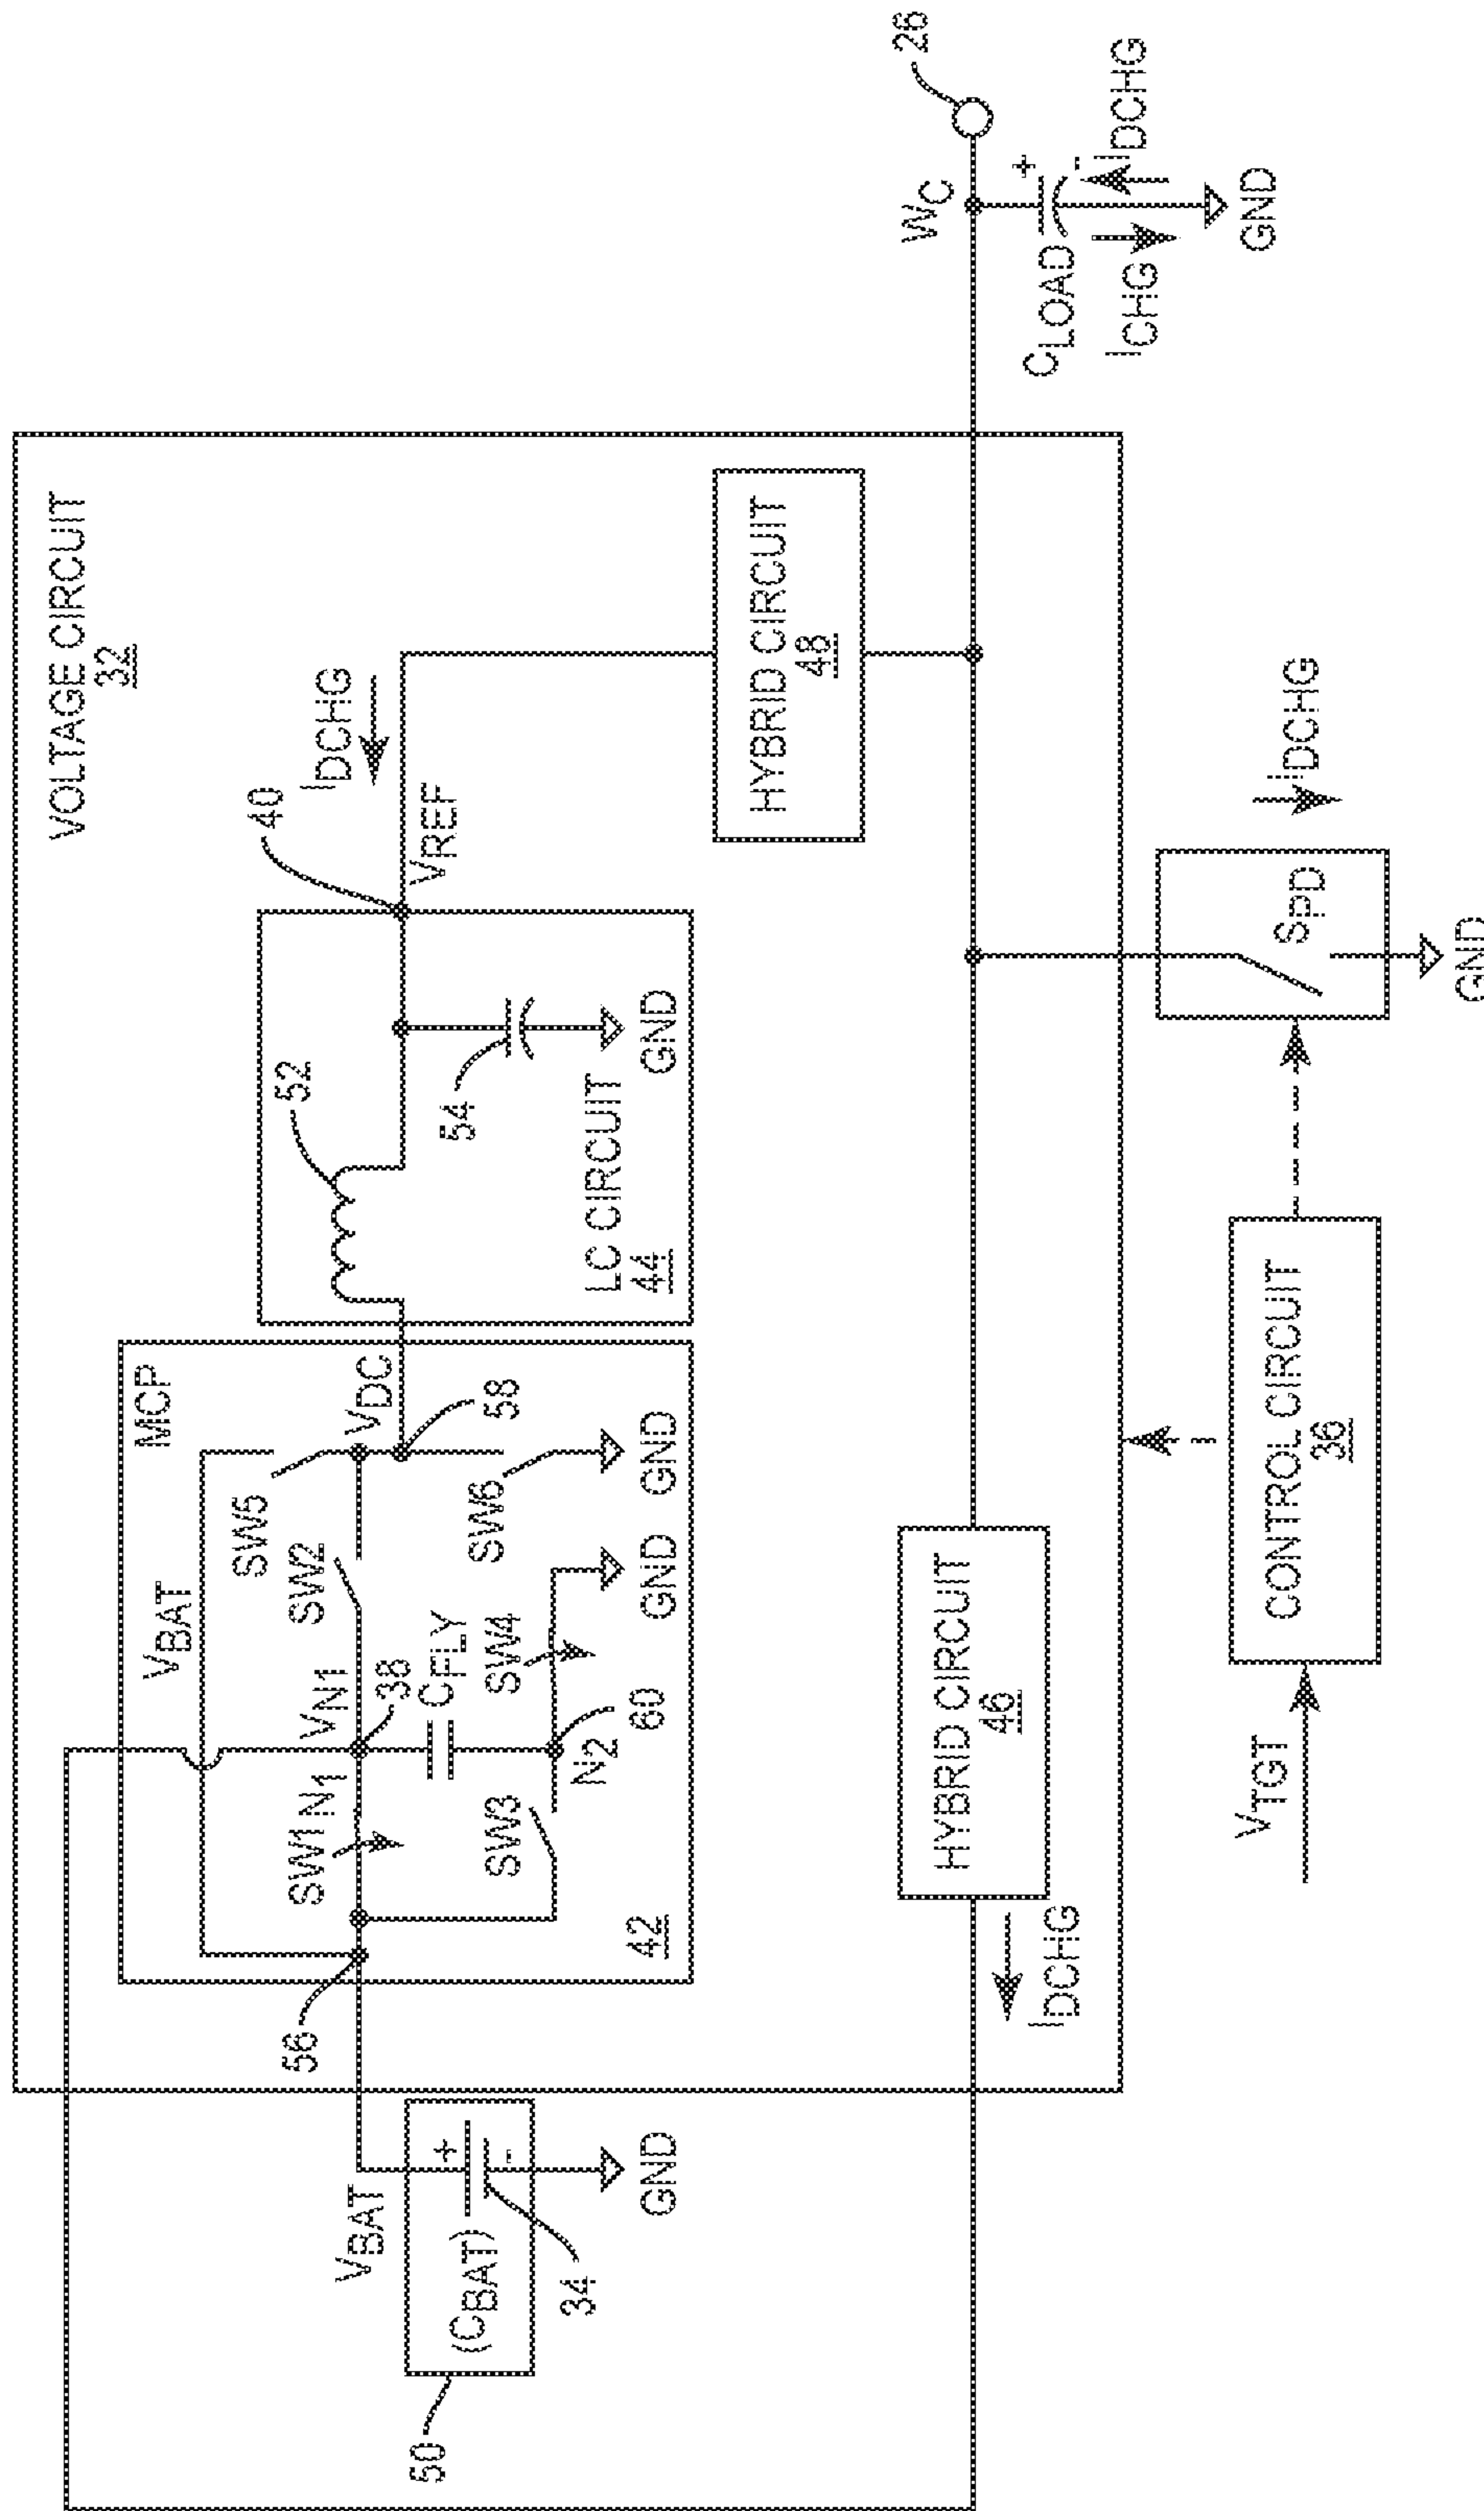 VOLTAGE CIRCUIT
32
MCP
VBAT
SW5
VDC
SW2
VN1
SW1
N1
38
CFLY
58
SW6
SW4
SW3
N2
60
GND
GND
42
56
52
54
GND
LC CIRCUIT
44
40
VREF
IDCHG
HYBRID CIRCUIT
48
VBAT
+
(CBAT)
-
34
50
GND
HYBRID CIRCUIT
46
IDCHG
WC
26
CLOAD
+
-
ICHG
IDCHG
GND
VTGT
CONTROL CIRCUIT
36
SPD
IDCHG
GND